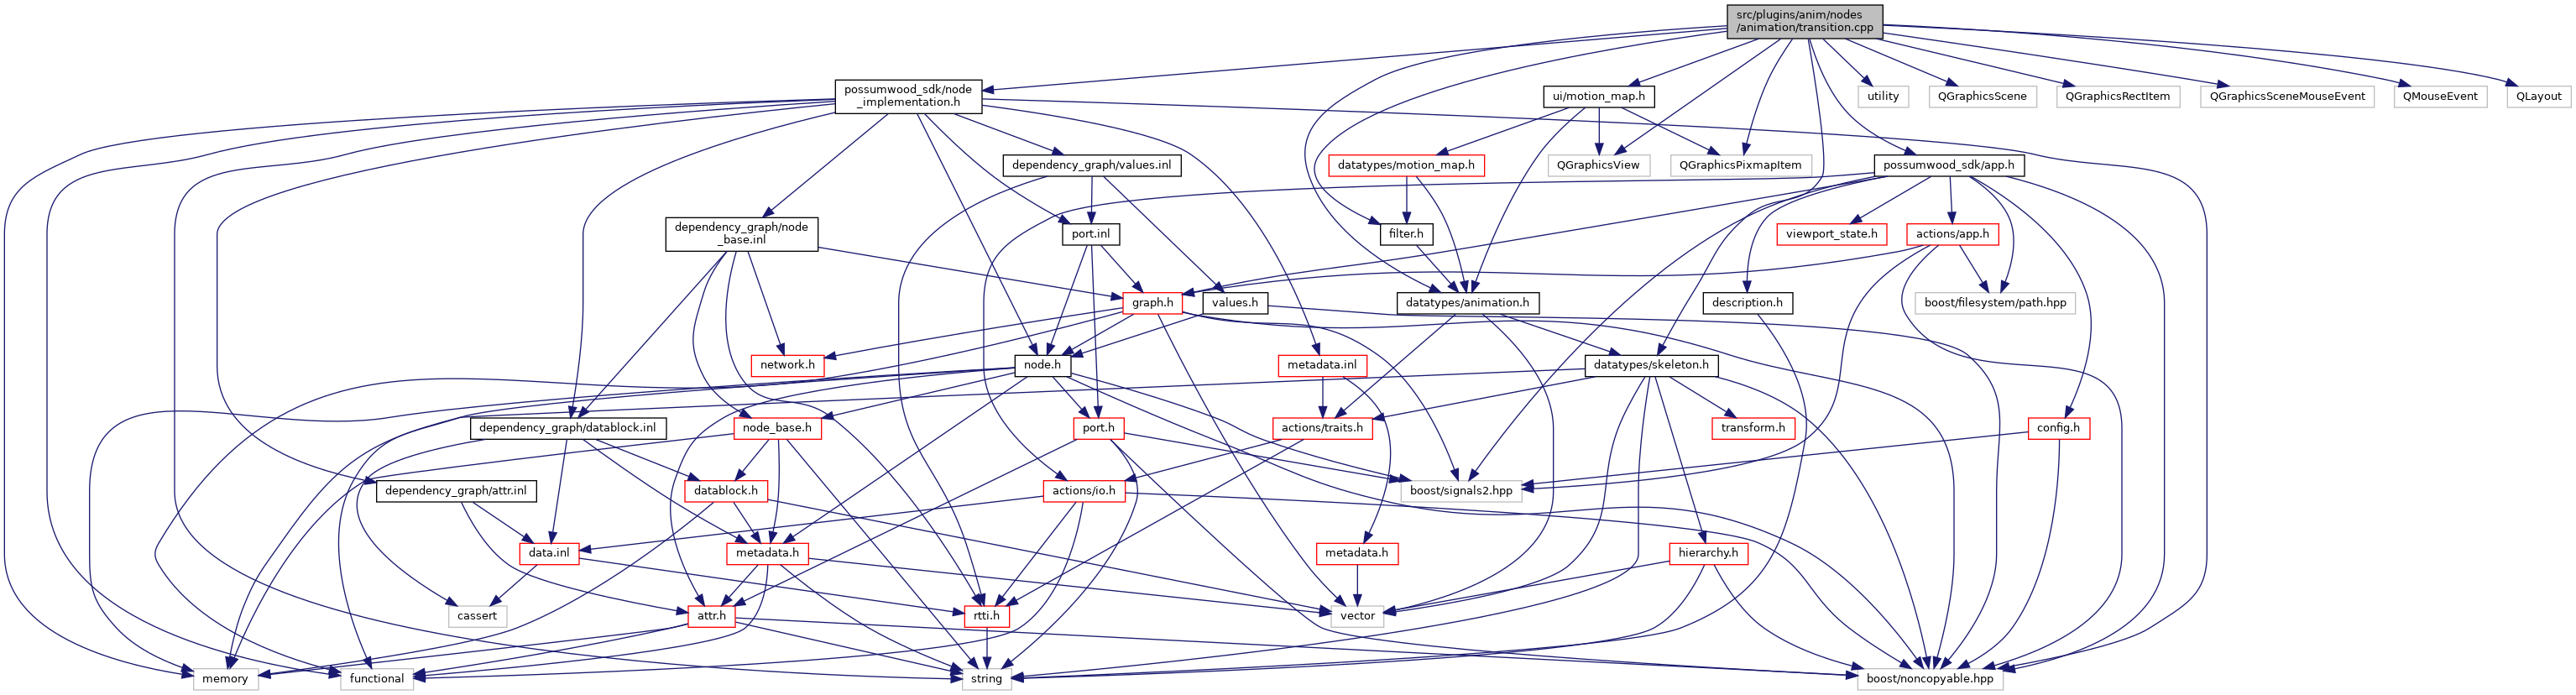 src/plugins/anim/nodes
/animation/transition.cpp
possumwood_sdk/node
_implementation.h
ui/motion_map.h
utility
QGraphicsScene
QGraphicsRectItem
QGraphicsSceneMouseEvent
QMouseEvent
QLayout
dependency_graph/values.inl
datatypes/motion_map.h
QGraphicsView
QGraphicsPixmapItem
possumwood_sdk/app.h
dependency_graph/node
_base.inl
port.inl
filter.h
viewport_state.h
actions/app.h
graph.h
values.h
datatypes/animation.h
description.h
boost/filesystem/path.hpp
network.h
node.h
metadata.inl
datatypes/skeleton.h
dependency_graph/datablock.inl
node_base.h
port.h
actions/traits.h
transform.h
config.h
dependency_graph/attr.inl
datablock.h
actions/io.h
boost/signals2.hpp
data.inl
metadata.h
metadata.h
hierarchy.h
cassert
attr.h
rtti.h
vector
memory
functional
string
boost/noncopyable.hpp